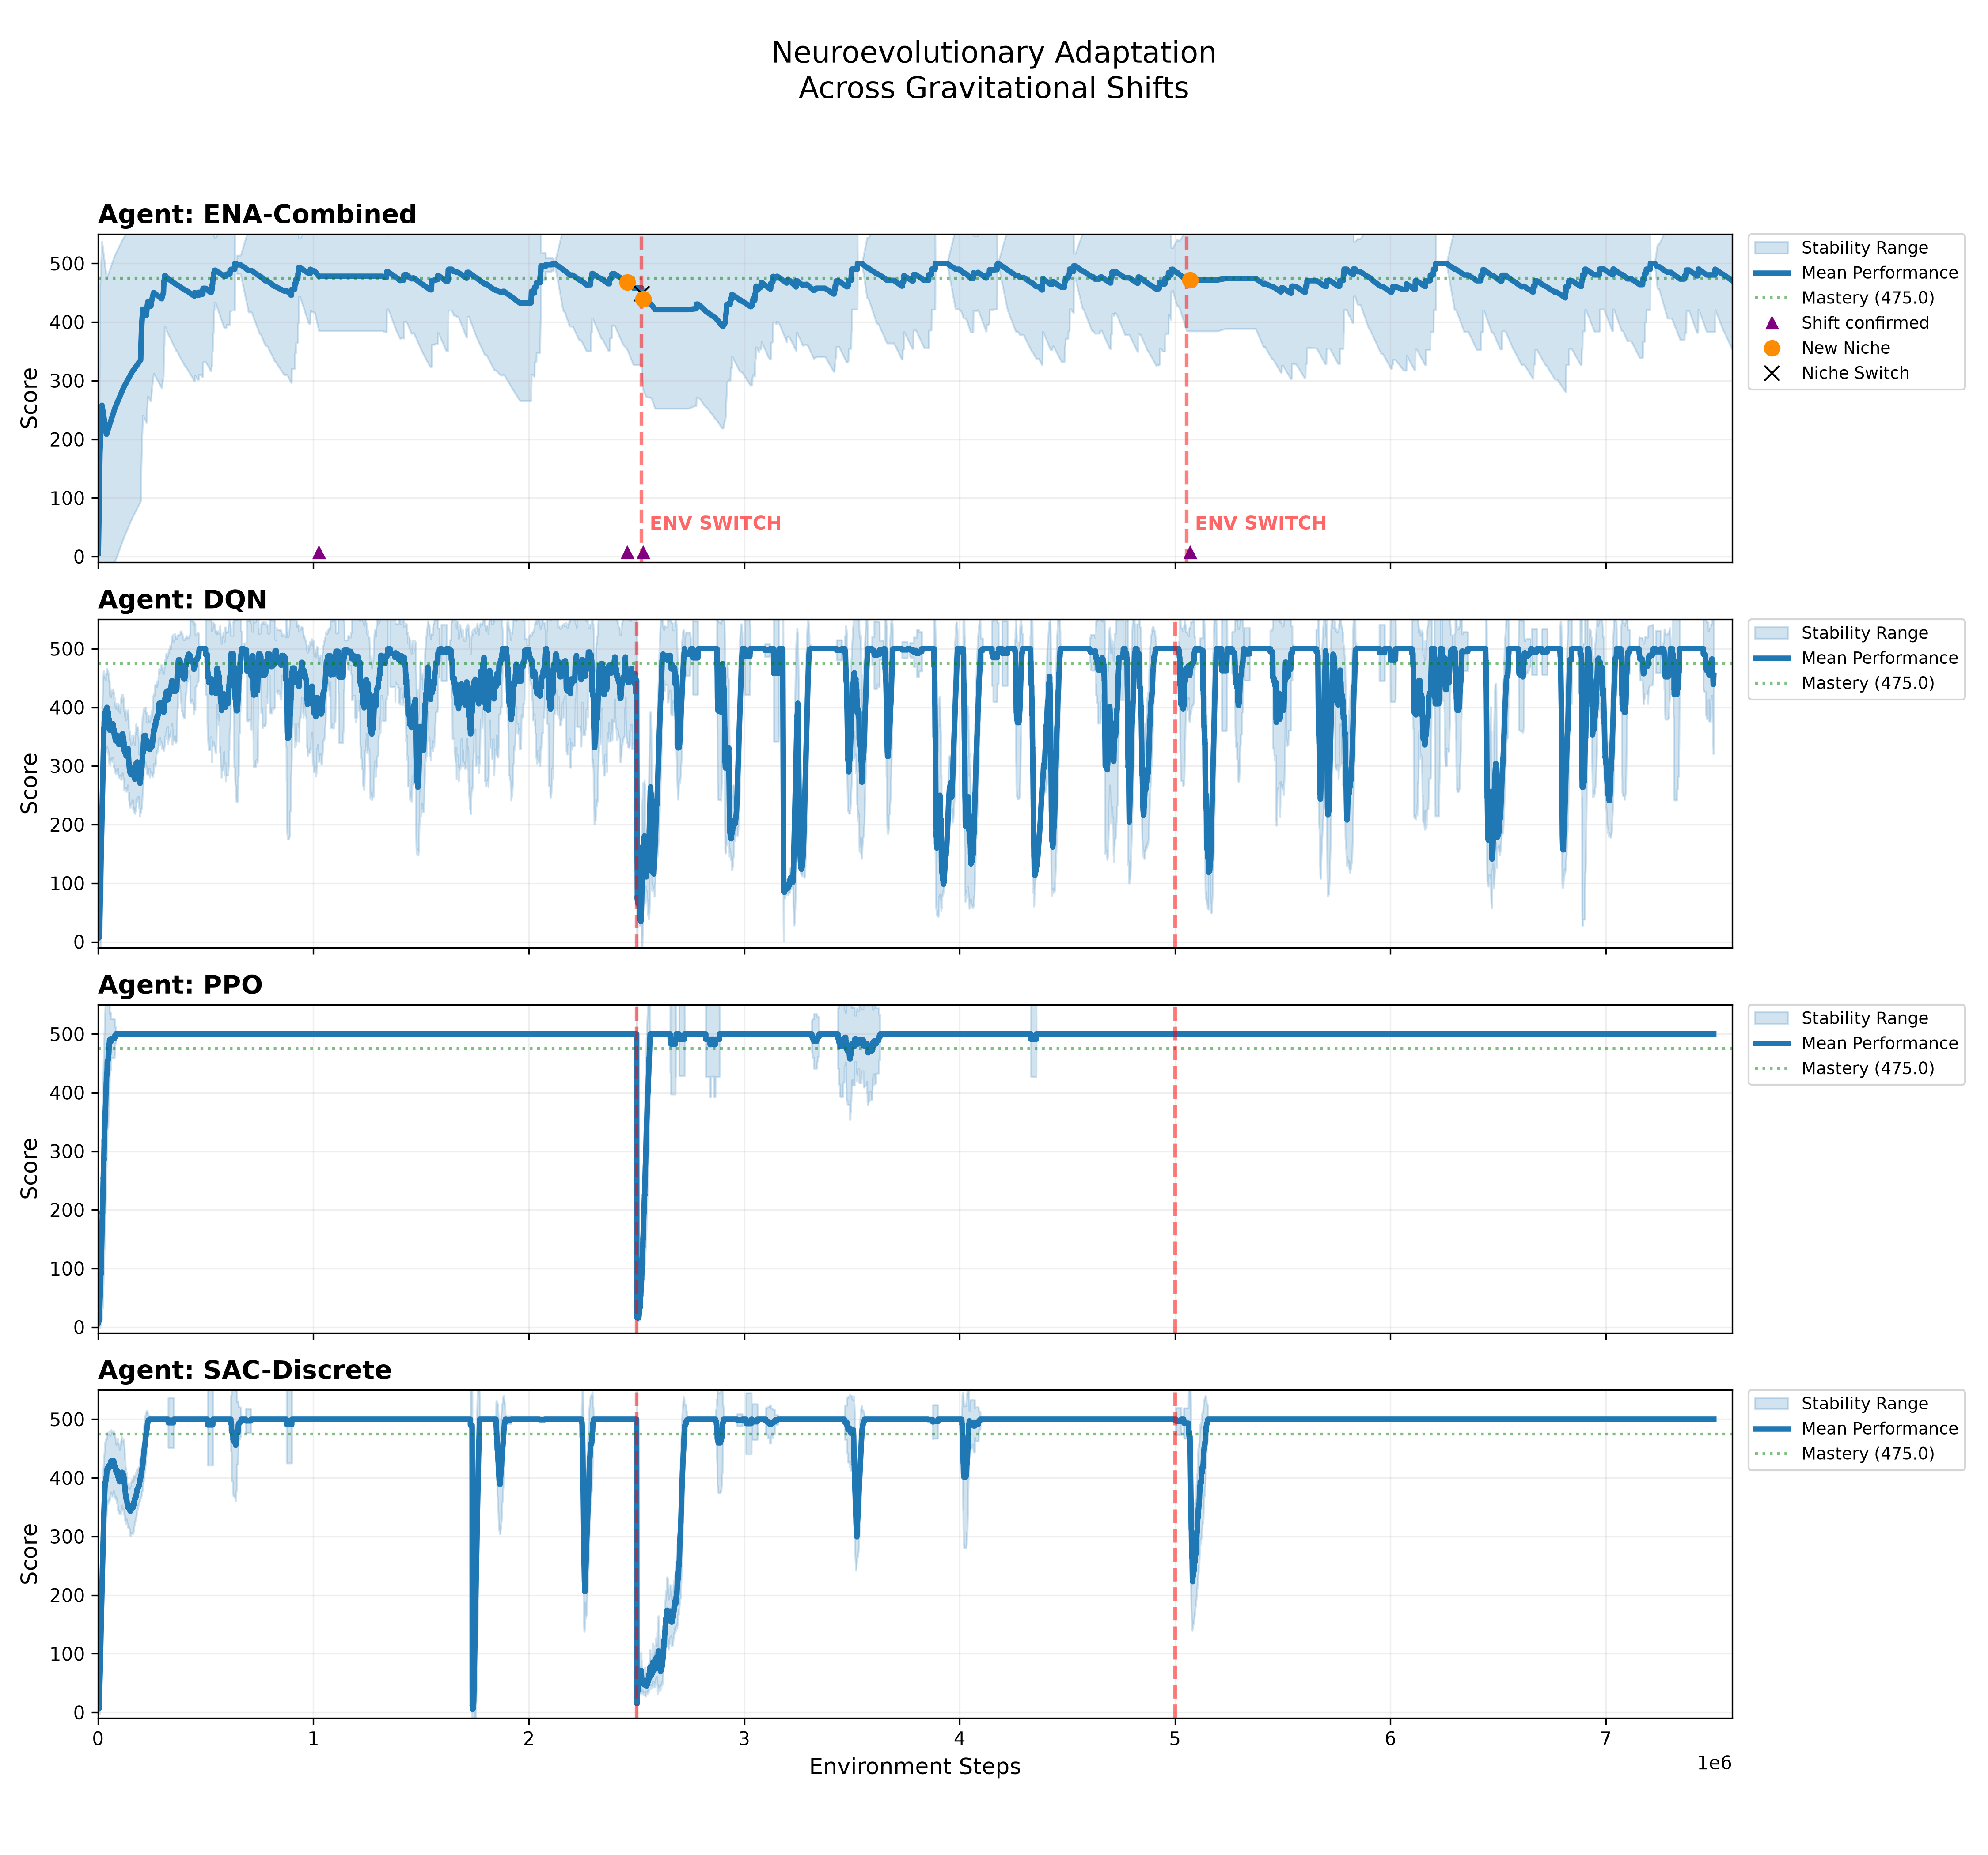 Neuroevolutionary Adaptation
Across Gravitational Shifts
Agent: ENA-Combined
Score
500
400
300
200
100
0
ENV SWITCH
ENV SWITCH
Stability Range
Mean Performance
Mastery (475.0)
Shift confirmed
New Niche
Niche Switch
Agent: DQN
Score
500
400
300
200
100
0
Stability Range
Mean Performance
Mastery (475.0)
Agent: PPO
Score
500
400
300
200
100
0
Stability Range
Mean Performance
Mastery (475.0)
Agent: SAC-Discrete
Score
500
400
300
200
100
0
Stability Range
Mean Performance
Mastery (475.0)
0 1 2 3 4 5 6 7
1e6
Environment Steps